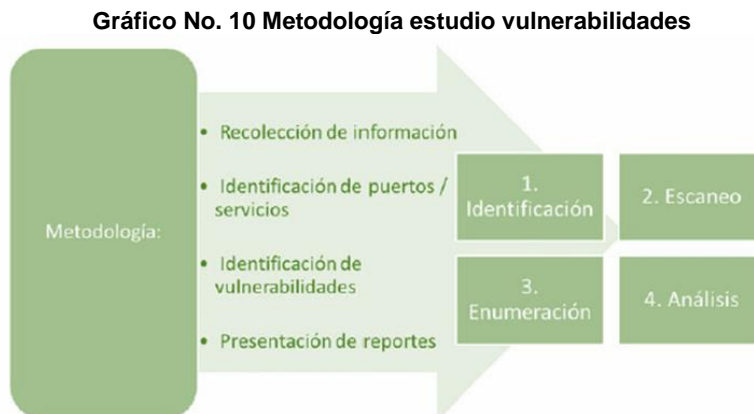 Gráfico No. 10 Metodología estudio vulnerabilidades
Metodología:
• Recolección de información
• Identificación de puertos /
servicios
• Identificación de
vulnerabilidades
• Presentación de reportes
1.
Identificación
2. Escaneo
3.
Enumeración
4. Análisis